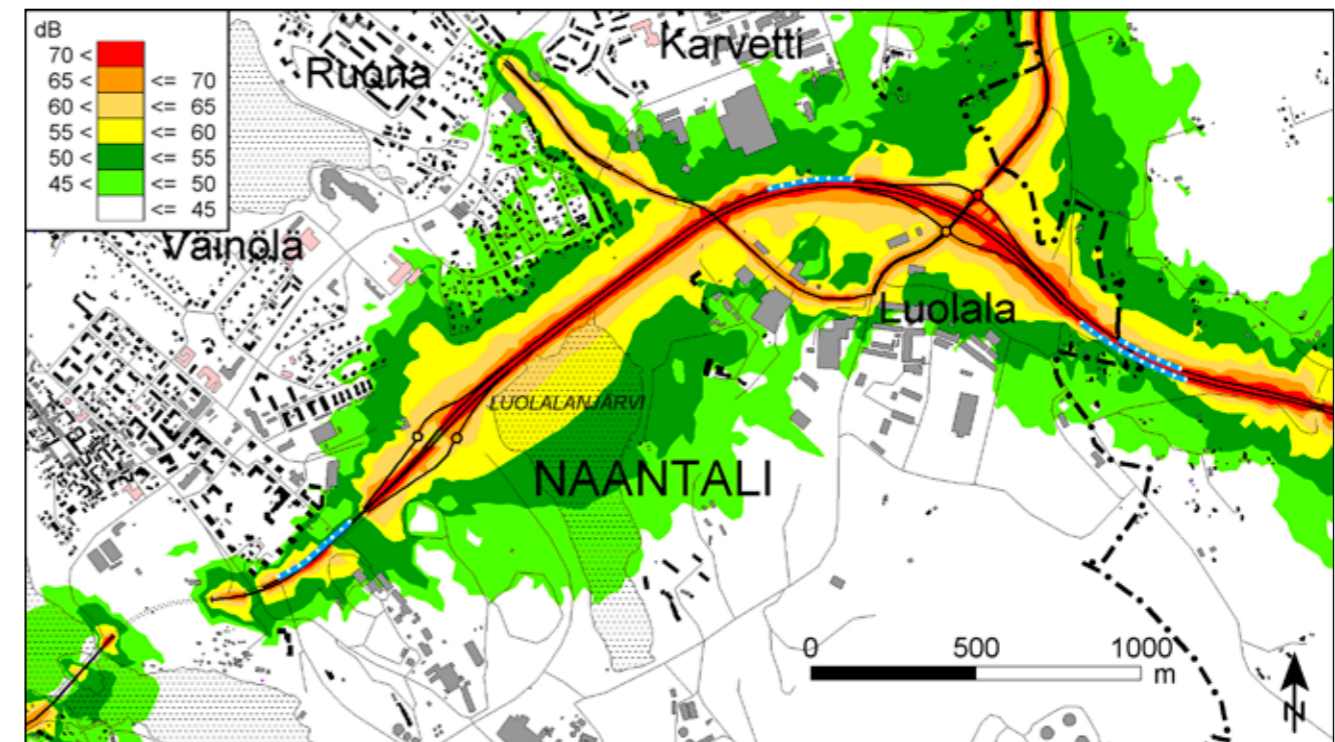 dB
70 <
65 < <= 70
60 < <= 65
55 < <= 60
50 < <= 55
45 < <= 50
<= 45
Ruona
Karvetti
Väinölä
Luolala
LUOLALANJÄRVI
NAANTALI
0 500 1000
m
N